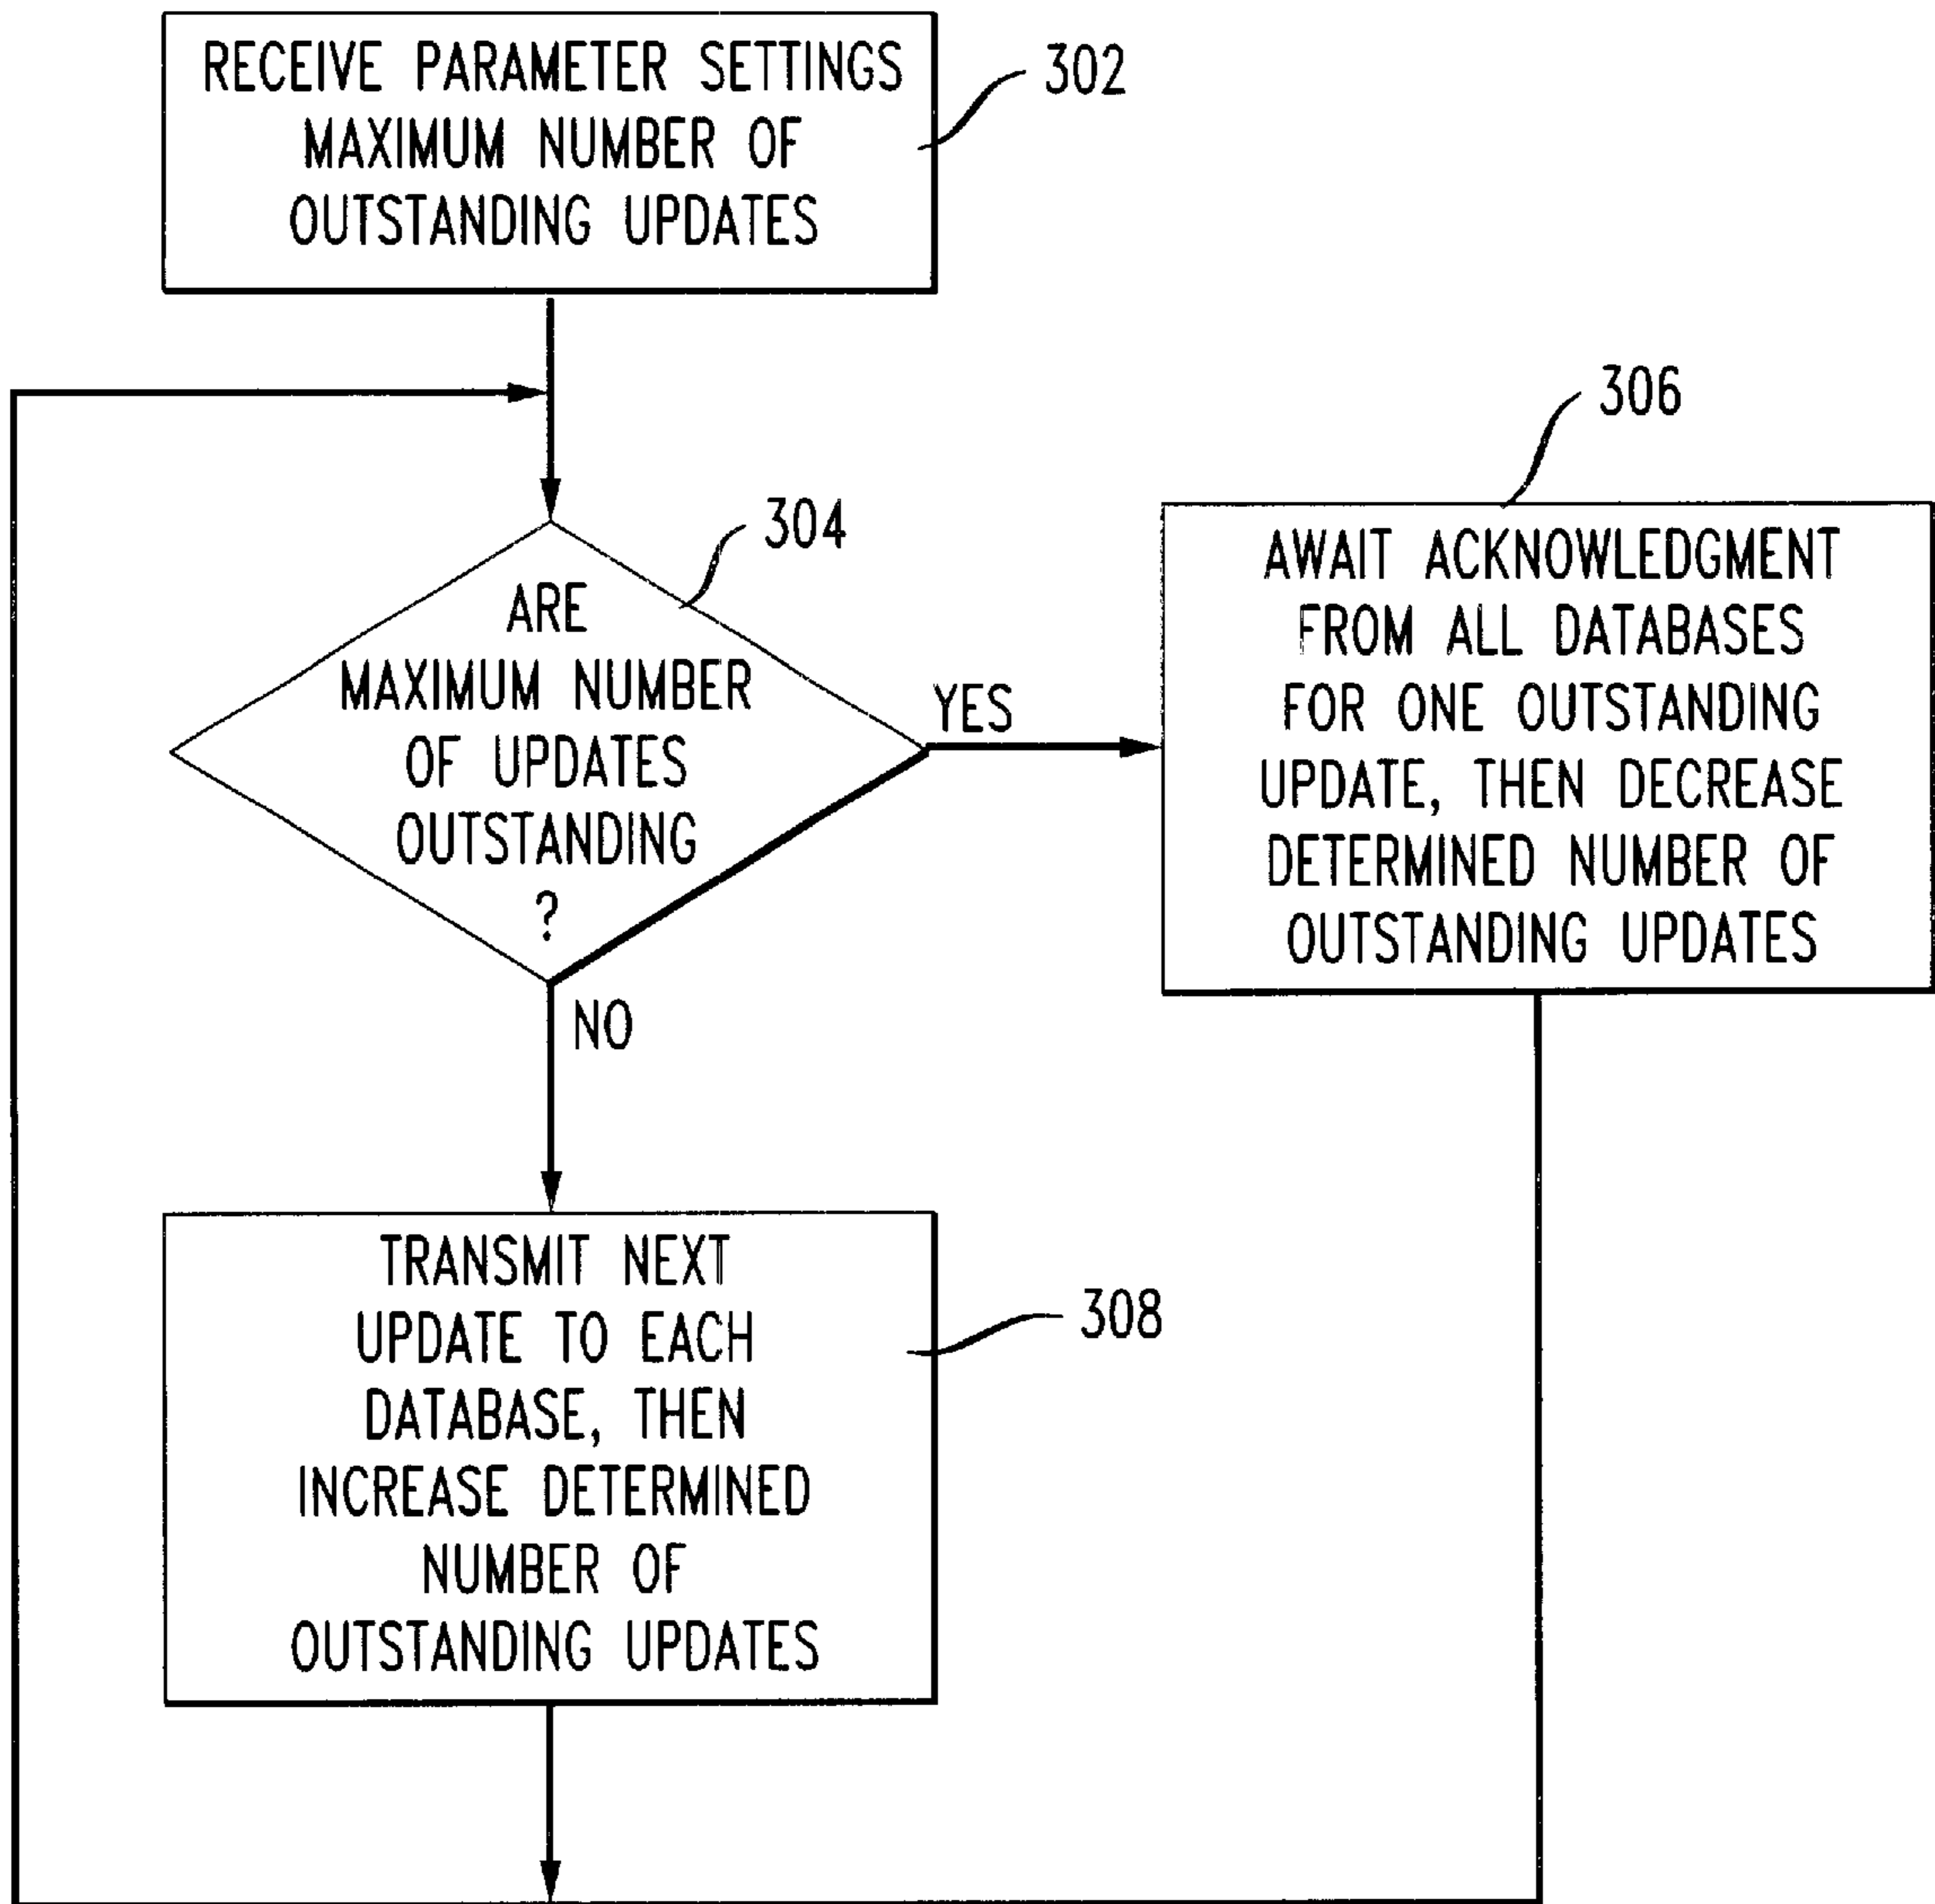 RECEIVE PARAMETER SETTINGS
MAXIMUM NUMBER OF
OUTSTANDING UPDATES
302
304
ARE
MAXIMUM NUMBER
OF UPDATES
OUTSTANDING
?
YES
NO
306
AWAIT ACKNOWLEDGMENT
FROM ALL DATABASES
FOR ONE OUTSTANDING
UPDATE, THEN DECREASE
DETERMINED NUMBER OF
OUTSTANDING UPDATES
TRANSMIT NEXT
UPDATE TO EACH
DATABASE, THEN
INCREASE DETERMINED
NUMBER OF
OUTSTANDING UPDATES
308